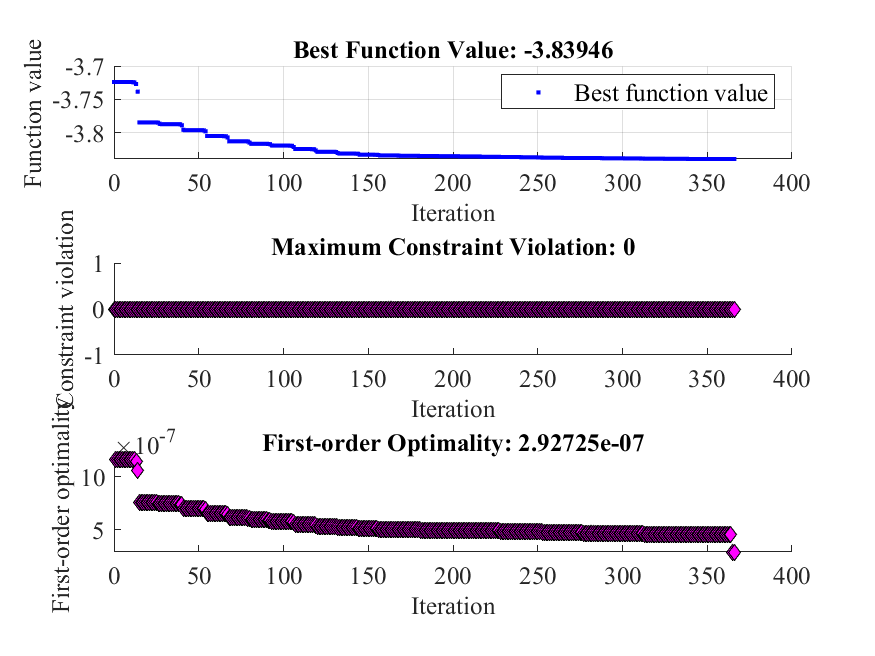 Best Function Value: -3.83946
Function value
-3.7
-3.75
-3.8
Best function value
0 50 100 150 200 250 300 350 400
Iteration
Maximum Constraint Violation: 0
Constraint violation
1
0
-1
0 50 100 150 200 250 300 350 400
Iteration
First-order Optimality: 2.92725e-07
First-order optimality
×10-7
10
5
0 50 100 150 200 250 300 350 400
Iteration